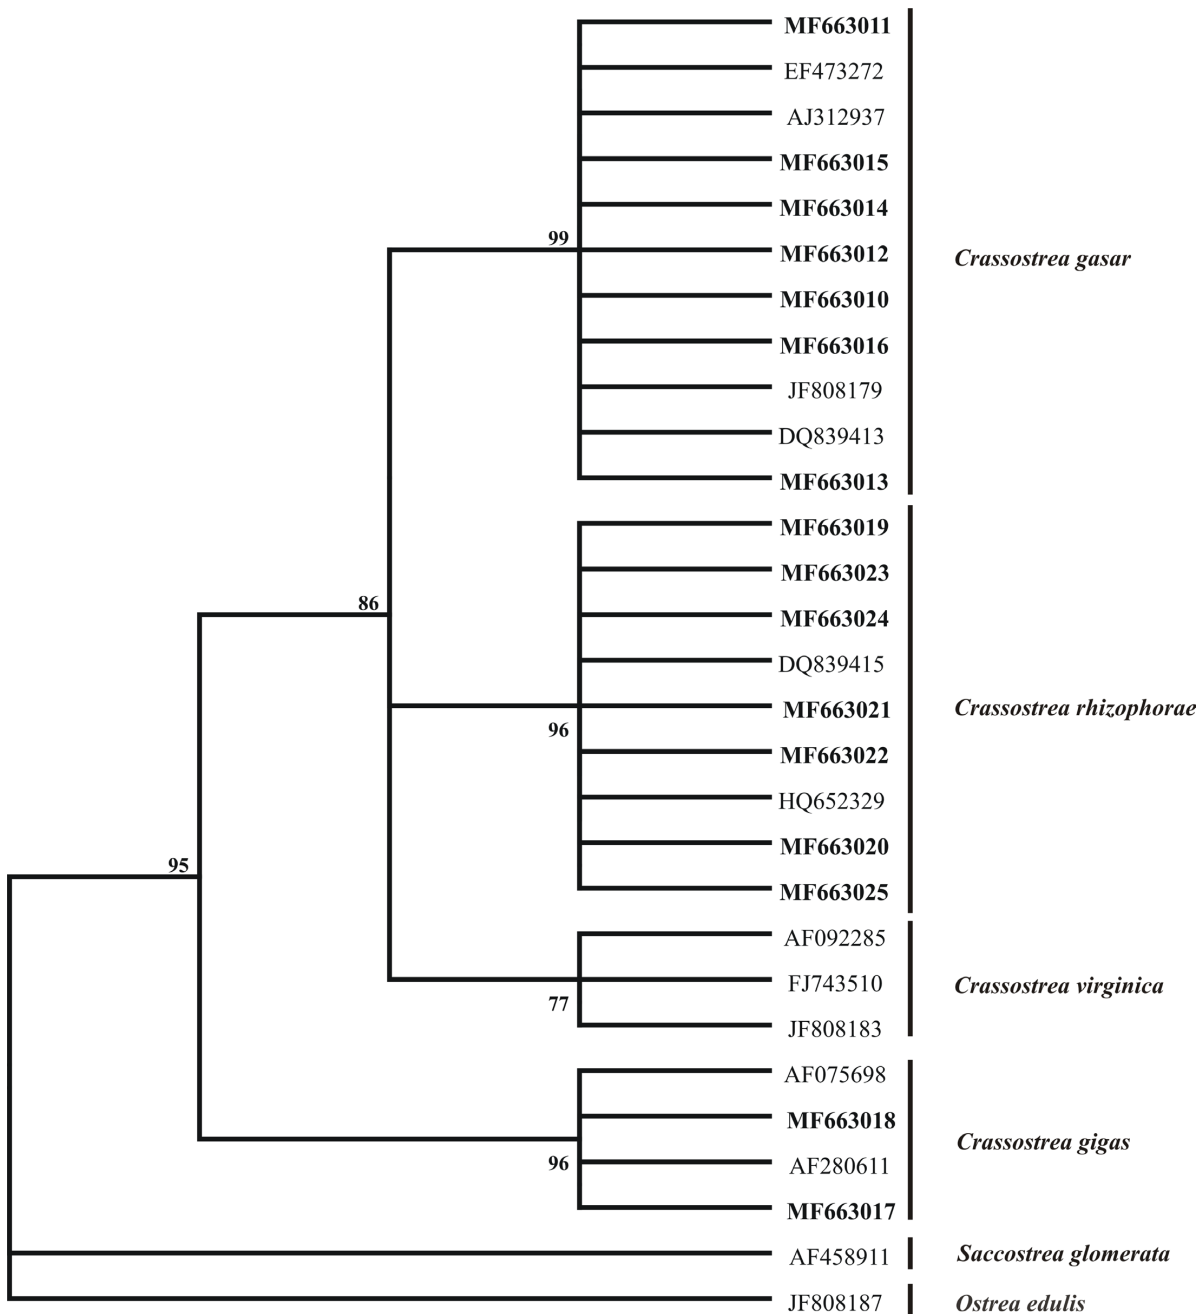 MF663011
EF473272
AJ312937
MF663015
MF663014
99
MF663012
Crassostrea gasar
MF663010
MF663016
JF808179
DQ839413
MF663013
MF663019
MF663023
86
MF663024
DQ839415
MF663021
Crassostrea rhizophorae
96
MF663022
HQ652329
MF663020
95
MF663025
AF092285
FJ743510
Crassostrea virginica
77
JF808183
AF075698
MF663018
Crassostrea gigas
96
AF280611
MF663017
AF458911
Saccostrea glomerata
JF808187
Ostrea edulis